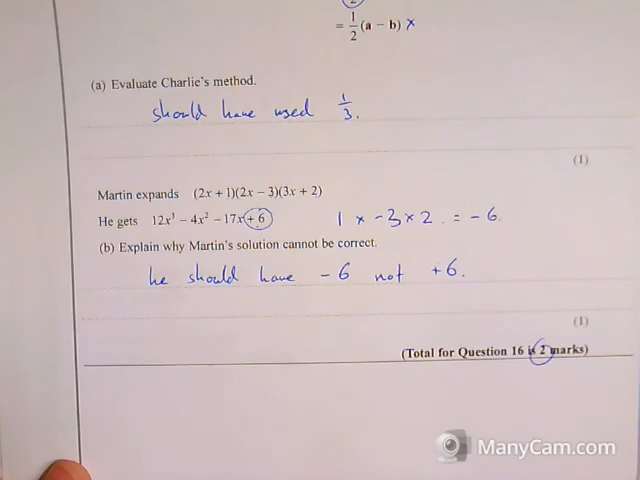 2
= 1/2 (a − b) ×
(a) Evaluate Charlie's method.
should have used 1/3.
(1)
Martin expands (2x + 1)(2x − 3)(3x + 2)
He gets 12x³ − 4x² − 17x + 6 1 × -3 × 2 = -6
(b) Explain why Martin's solution cannot be correct.
he should have -6 not +6.
(1)
(Total for Question 16 is 2 marks)
ManyCam.com